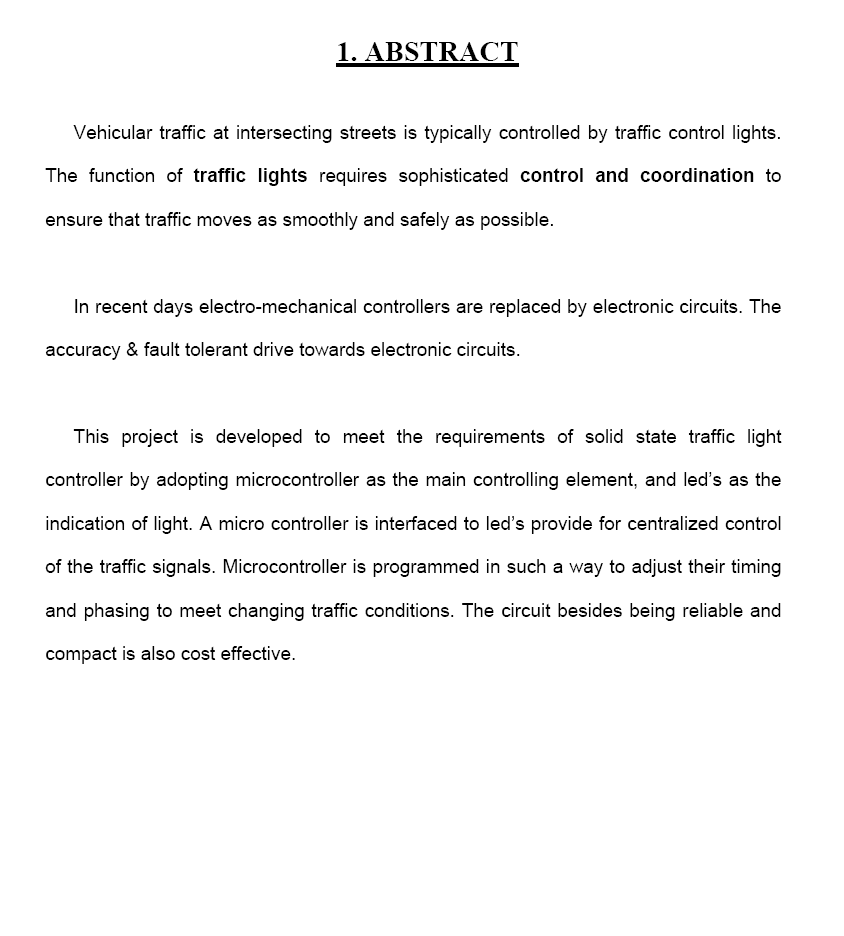 1. ABSTRACT
Vehicular traffic at intersecting streets is typically controlled by traffic control lights.
The function of traffic lights requires sophisticated control and coordination to
ensure that traffic moves as smoothly and safely as possible.
In recent days electro-mechanical controllers are replaced by electronic circuits. The
accuracy & fault tolerant drive towards electronic circuits.
This project is developed to meet the requirements of solid state traffic light
controller by adopting microcontroller as the main controlling element, and led’s as the
indication of light. A micro controller is interfaced to led’s provide for centralized control
of the traffic signals. Microcontroller is programmed in such a way to adjust their timing
and phasing to meet changing traffic conditions. The circuit besides being reliable and
compact is also cost effective.